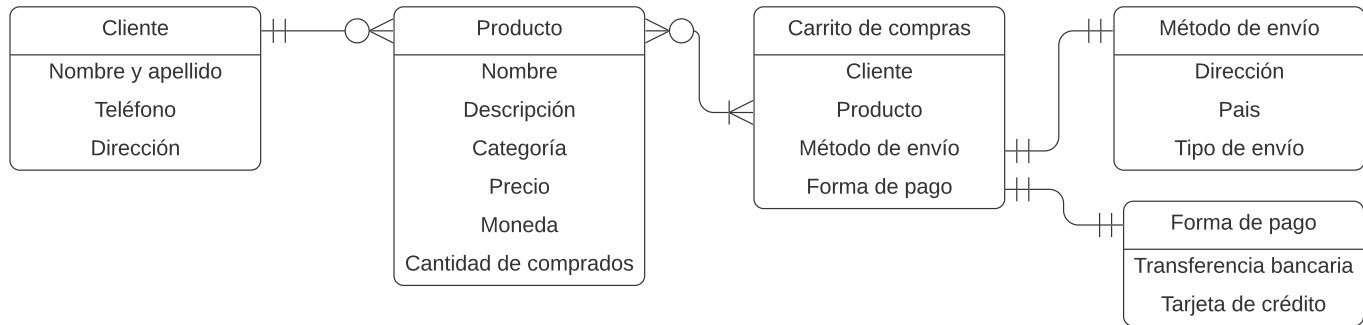 Cliente
Nombre y apellido
Teléfono
Dirección
Producto
Nombre
Descripción
Categoría
Precio
Moneda
Cantidad de comprados
Carrito de compras
Cliente
Producto
Método de envío
Forma de pago
Método de envío
Dirección
Pais
Tipo de envío
Forma de pago
Transferencia bancaria
Tarjeta de crédito